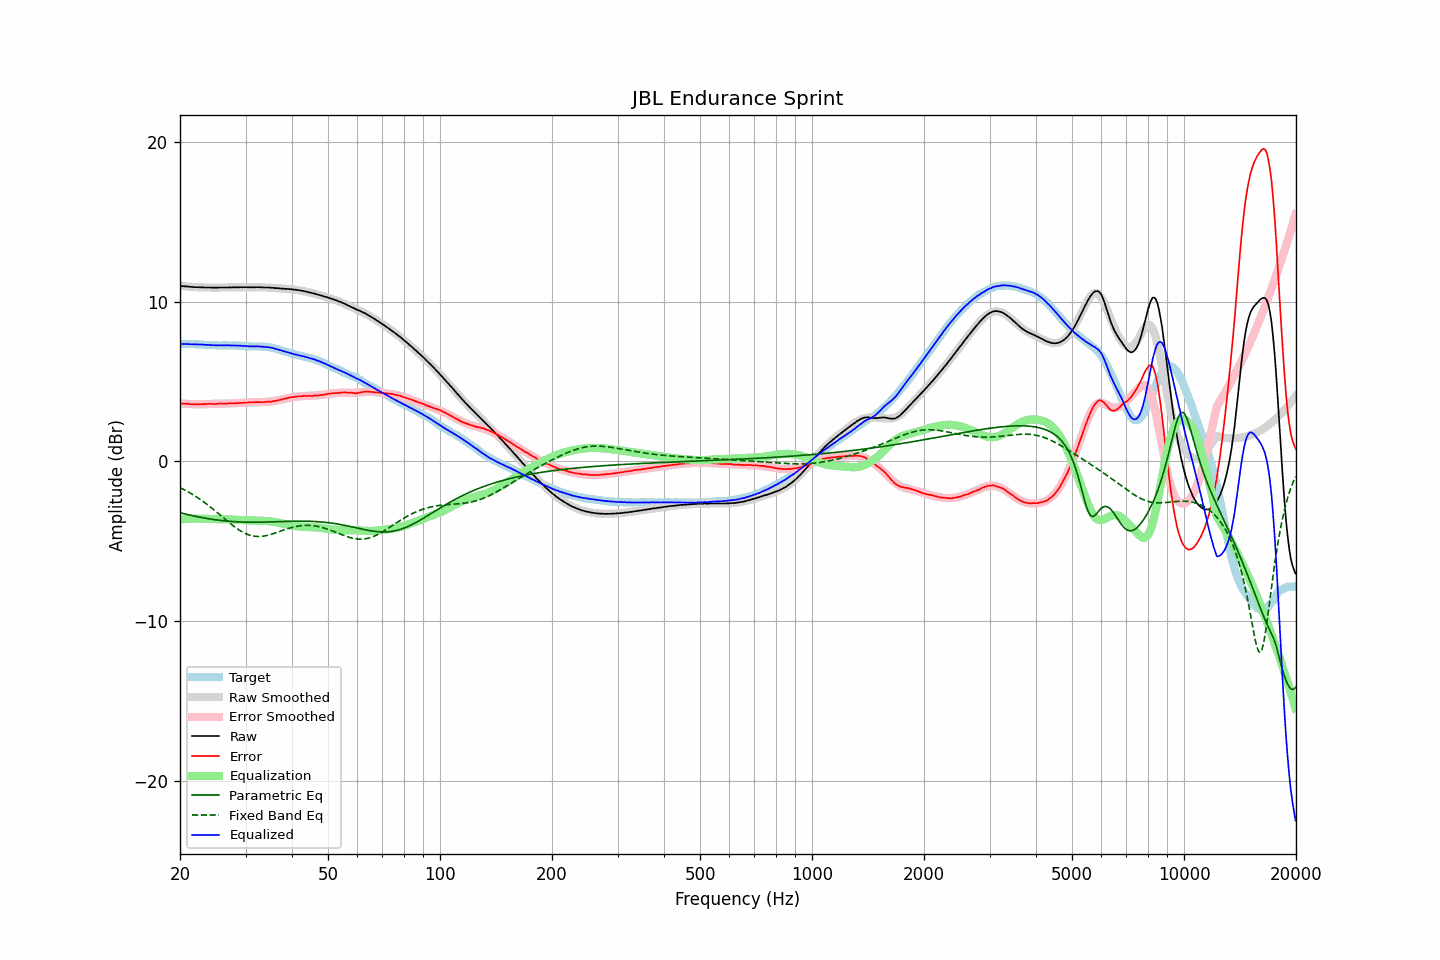 JBL Endurance Sprint
Amplitude (dBr)
20
10
0
−10
−20
Target
Raw Smoothed
Error Smoothed
Raw
Error
Equalization
Parametric Eq
Fixed Band Eq
Equalized
20 50 100 200 500 1000 2000 5000 10000 20000
Frequency (Hz)